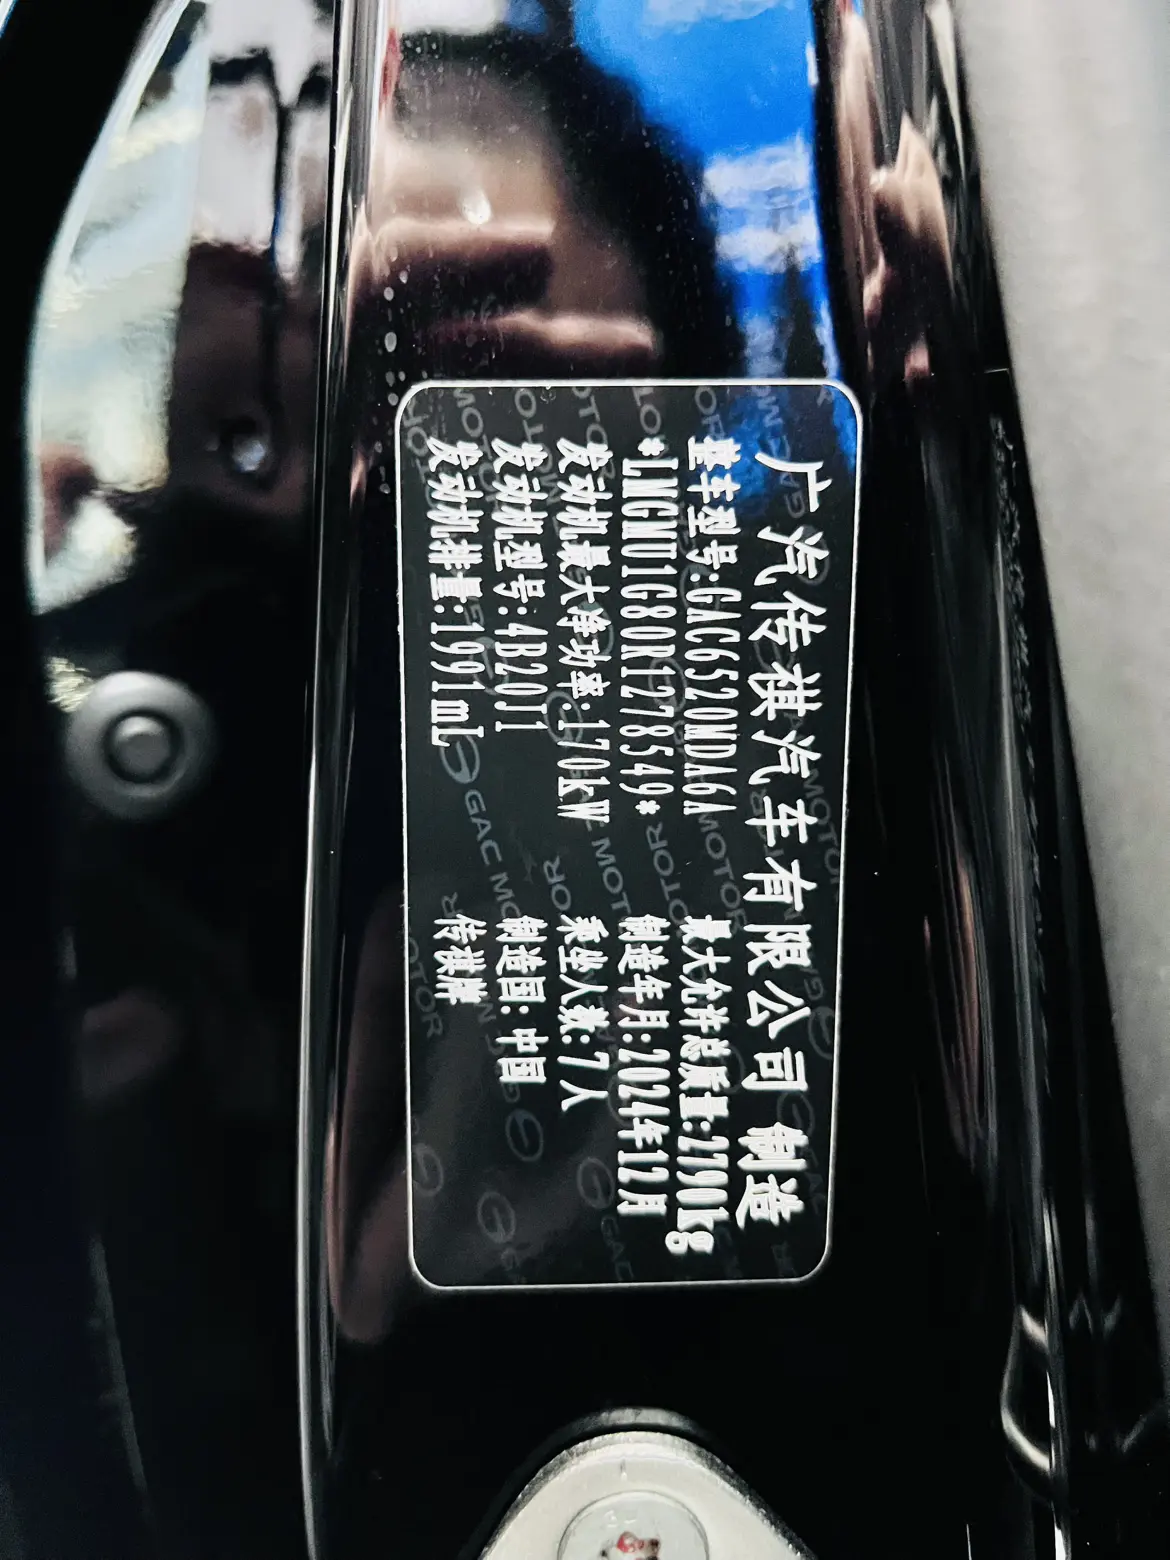 广汽传祺汽车有限公司 制造
整车型号:GAC6520MDA6A 最大允许总质量:2790kg
*LMGMU1G80R1278549* 制造年月:2024年12月
发动机最大净功率:170kW 乘坐人数:7人
发动机型号:4B20J1 制造国:中国
发动机排量:1991mL 传祺牌
GAC MOTOR